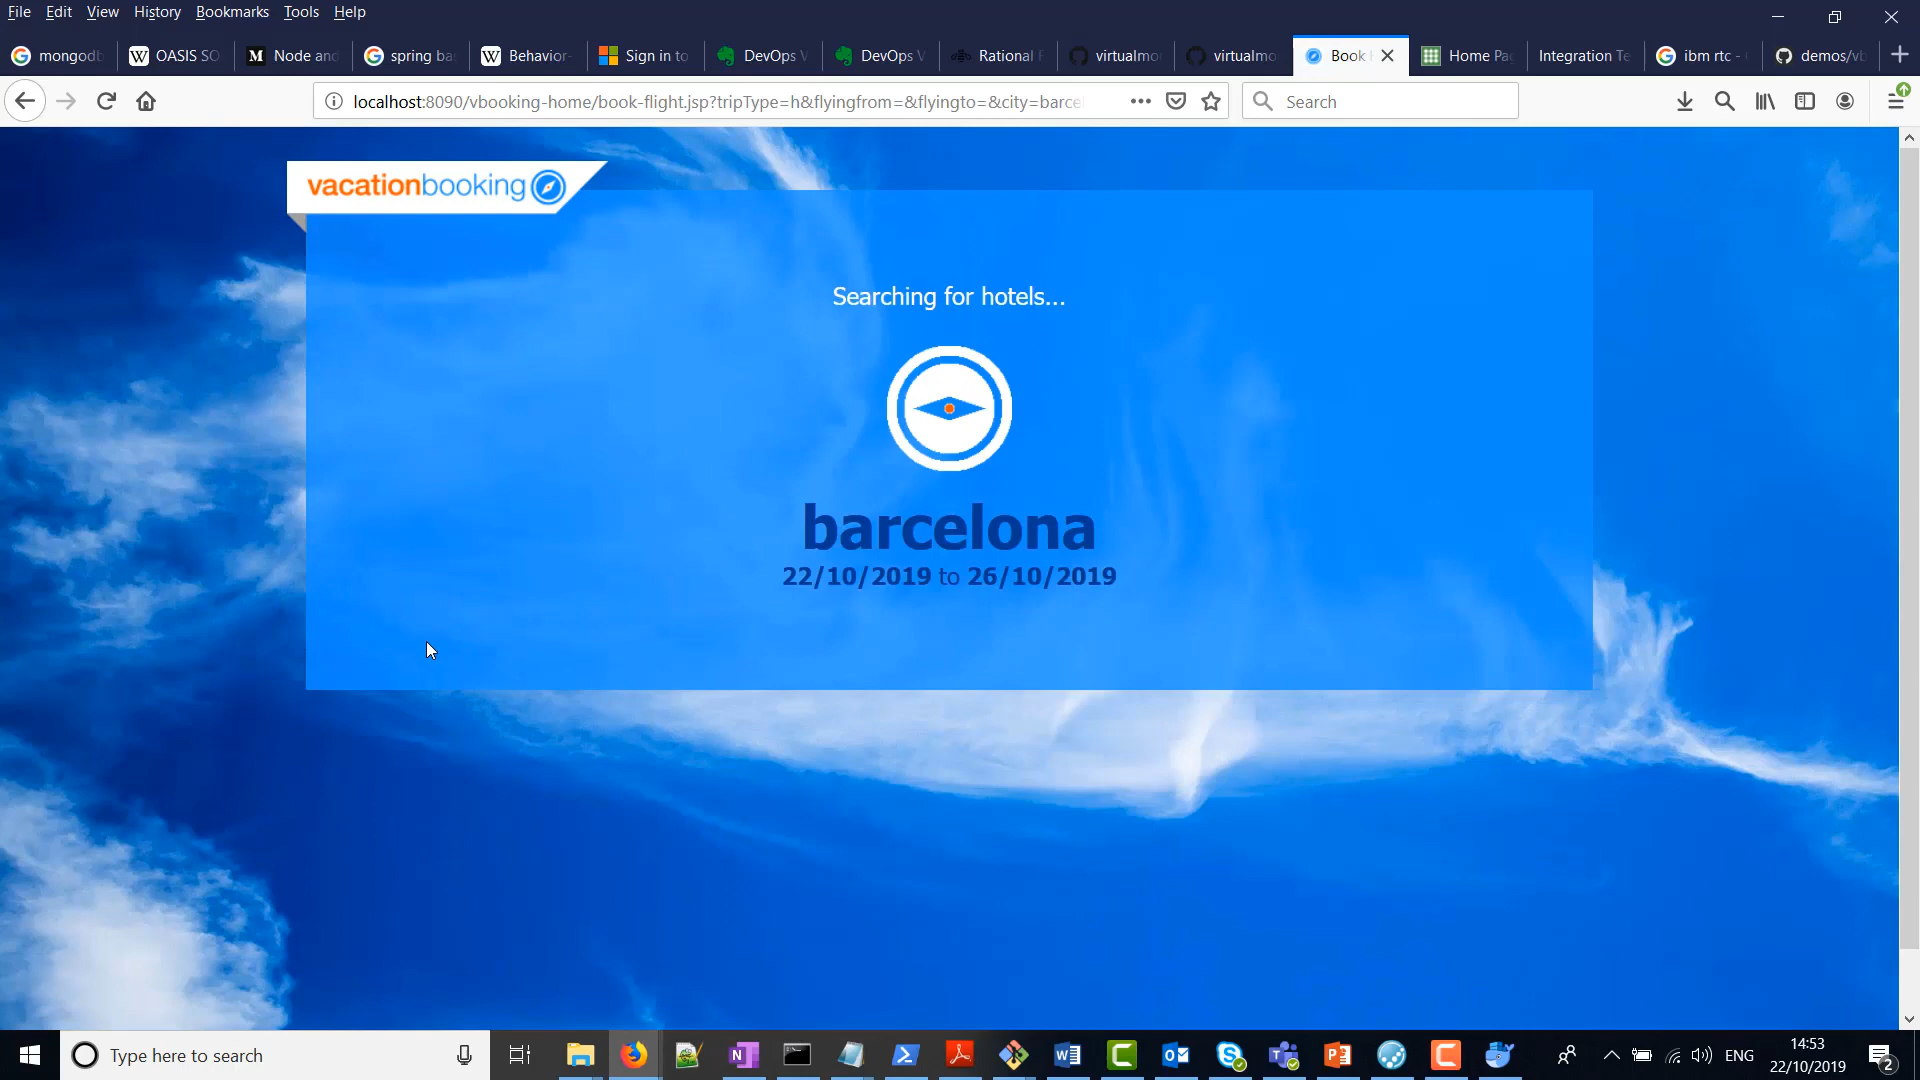 File Edit View History Bookmarks Tools Help
mongodb OASIS SO Node and spring ba Behavior- Sign in to DevOps V DevOps V Rational virtualmo virtualmo Book Home Pag Integration Te ibm rtc - demos/vb
localhost:8090/vbooking-home/book-flight.jsp?tripType=h&flyingfrom=&flyingto=&city=barcel
Search
vacationbooking
Searching for hotels...
barcelona
22/10/2019 to 26/10/2019
Type here to search
ENG
14:53
22/10/2019
2